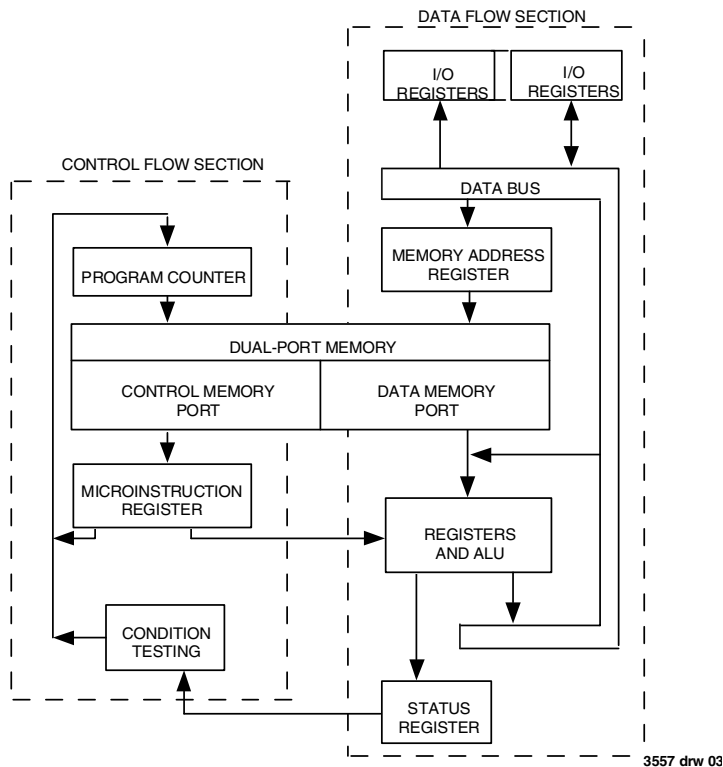 DATA FLOW SECTION
I/O
REGISTERS
I/O
REGISTERS
CONTROL FLOW SECTION
DATA BUS
PROGRAM COUNTER
MEMORY ADDRESS
REGISTER
DUAL-PORT MEMORY
CONTROL MEMORY
PORT
DATA MEMORY
PORT
MICROINSTRUCTION
REGISTER
REGISTERS
AND ALU
CONDITION
TESTING
STATUS
REGISTER
3557 drw 03